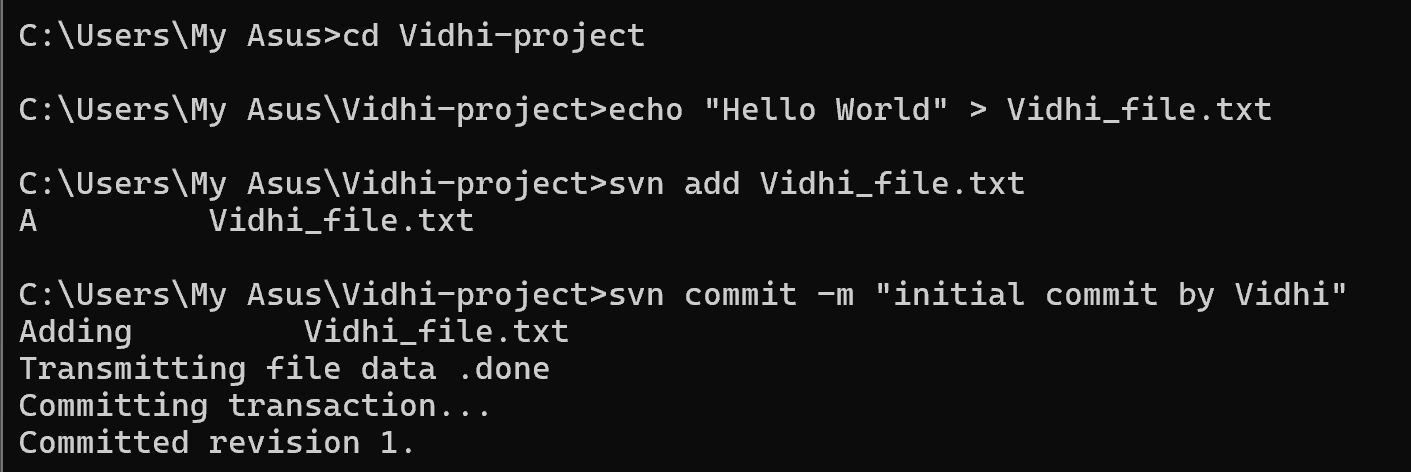 C:\Users\My Asus>cd Vidhi-project
C:\Users\My Asus\Vidhi-project>echo "Hello World" > Vidhi_file.txt
C:\Users\My Asus\Vidhi-project>svn add Vidhi_file.txt
A         Vidhi_file.txt
C:\Users\My Asus\Vidhi-project>svn commit -m "initial commit by Vidhi"
Adding         Vidhi_file.txt
Transmitting file data .done
Committing transaction...
Committed revision 1.